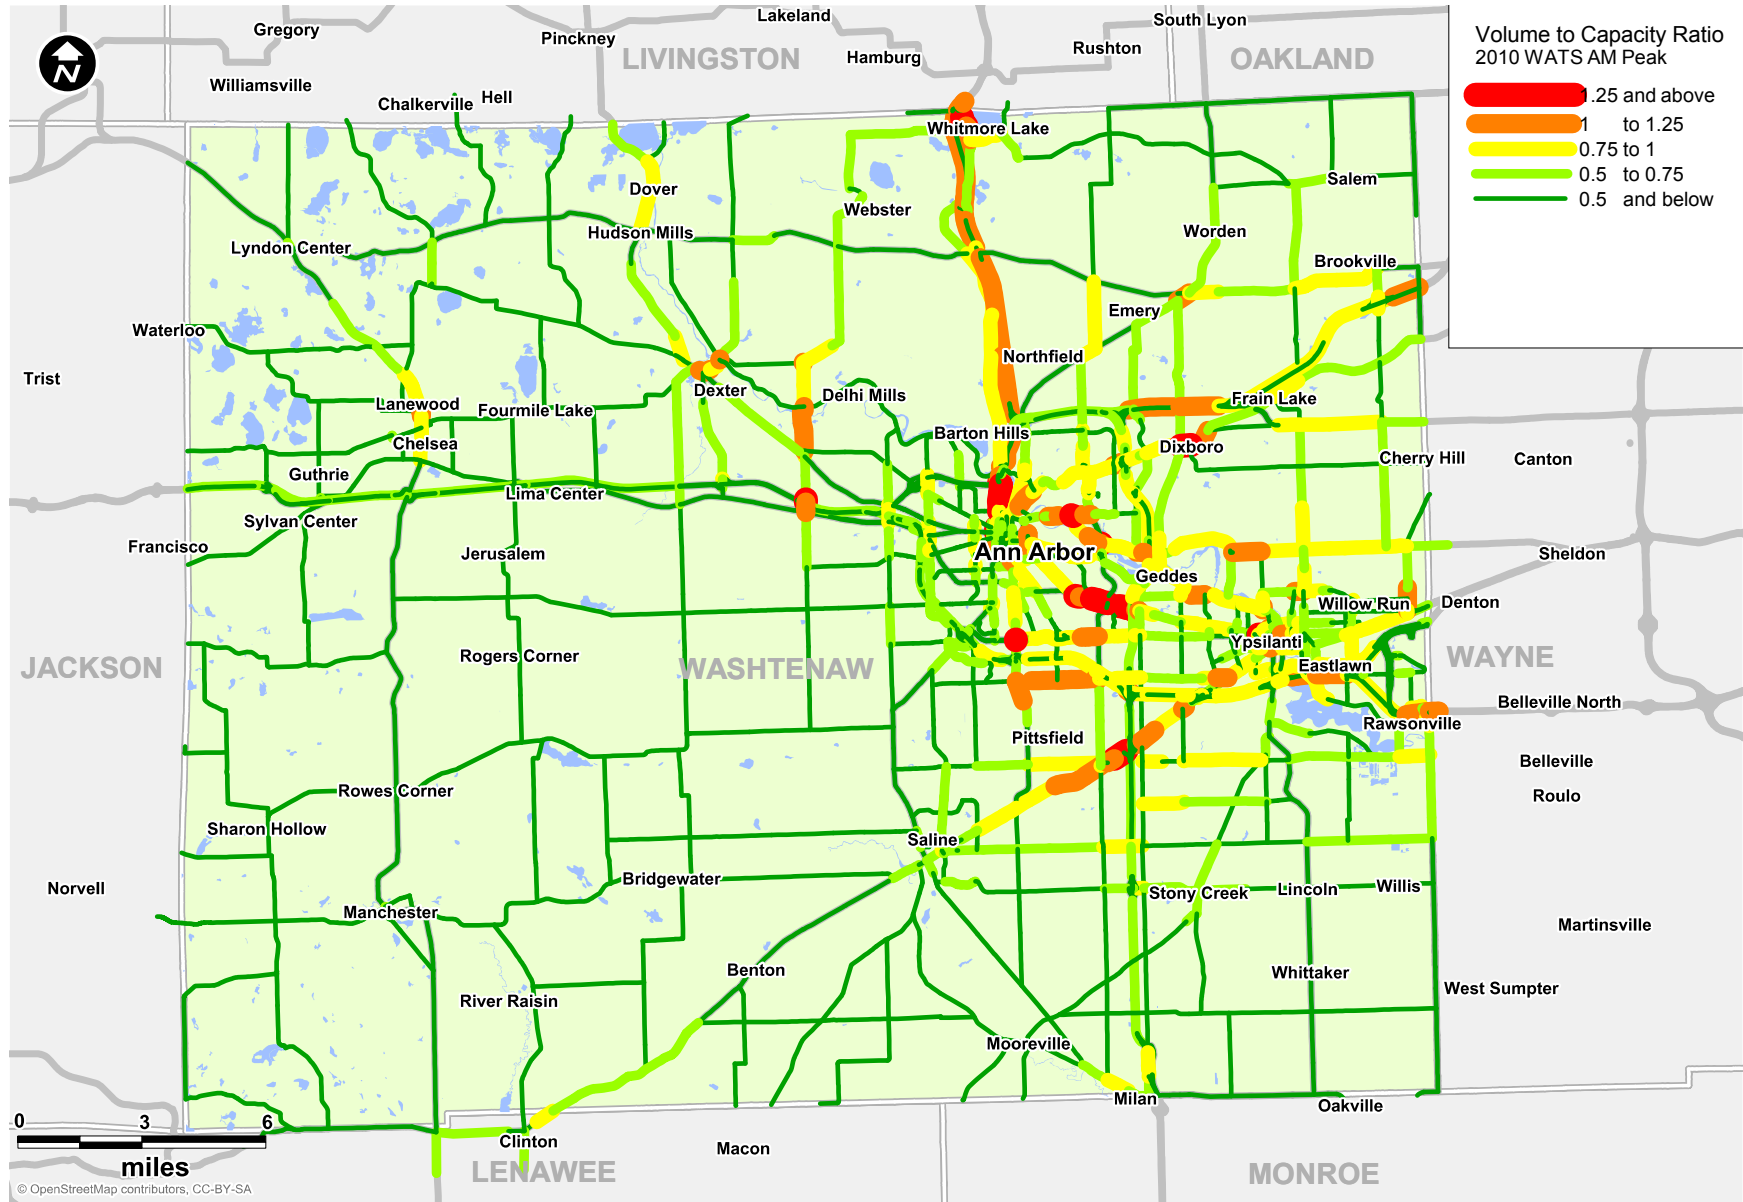 Lakeland
South Lyon
Gregory
Pinckney
Rushton
LIVINGSTON
Hamburg
OAKLAND
N
Williamsville
Chalkerville
Hell
Volume to Capacity Ratio
2010 WATS AM Peak
1.25 and above
1 to 1.25
0.75 to 1
0.5 to 0.75
0.5 and below
Whitmore Lake
Dover
Salem
Webster
Hudson Mills
Worden
Lyndon Center
Brookville
Emery
Waterloo
Northfield
Trist
Dexter
Delhi Mills
Frain Lake
Lanewood
Fourmile Lake
Barton Hills
Chelsea
Dixboro
Cherry Hill
Canton
Guthrie
Lima Center
Sylvan Center
Francisco
Jerusalem
Ann Arbor
Sheldon
Geddes
Willow Run
Denton
Ypsilanti
JACKSON
Rogers Corner
WASHTENAW
Eastlawn
WAYNE
Belleville North
Rawsonville
Pittsfield
Belleville
Rowes Corner
Roulo
Sharon Hollow
Saline
Norvell
Bridgewater
Stony Creek
Lincoln
Willis
Manchester
Martinsville
Benton
Whittaker
River Raisin
West Sumpter
Mooreville
Milan
Oakville
0 3 6
miles
Clinton
Macon
LENAWEE
MONROE
© OpenStreetMap contributors, CC-BY-SA